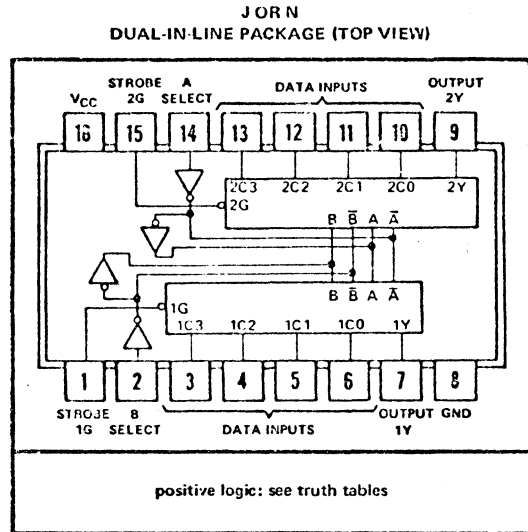 J OR N
DUAL-IN-LINE PACKAGE (TOP VIEW)
STROBE A DATA INPUTS OUTPUT
VCC 2G SELECT 2Y
16 15 14 13 12 11 10 9
2C3 2C2 2C1 2C0 2Y
2G
B B̅ A A̅
B B̅ A A̅
1G
1C3 1C2 1C1 1C0 1Y
1 2 3 4 5 6 7 8
STROBE B DATA INPUTS OUTPUT GND
1G SELECT 1Y
positive logic: see truth tables